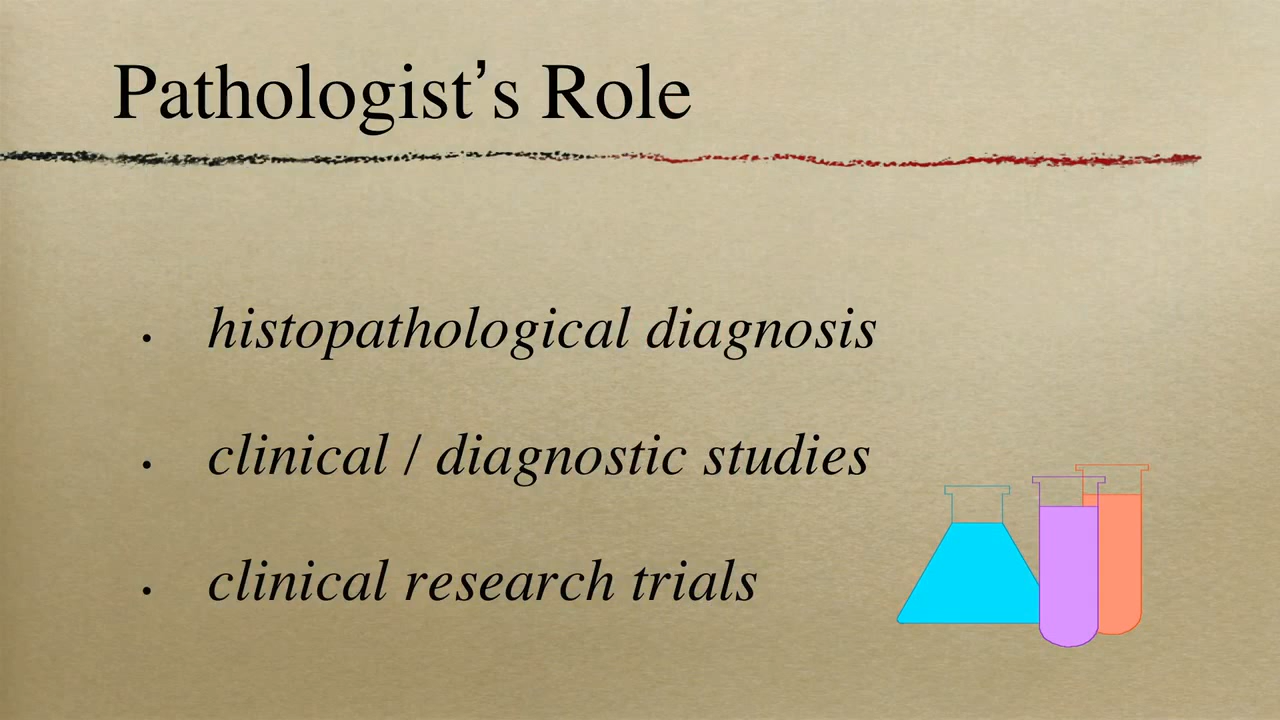 Pathologist’s Role
• histopathological diagnosis
• clinical / diagnostic studies
• clinical research trials